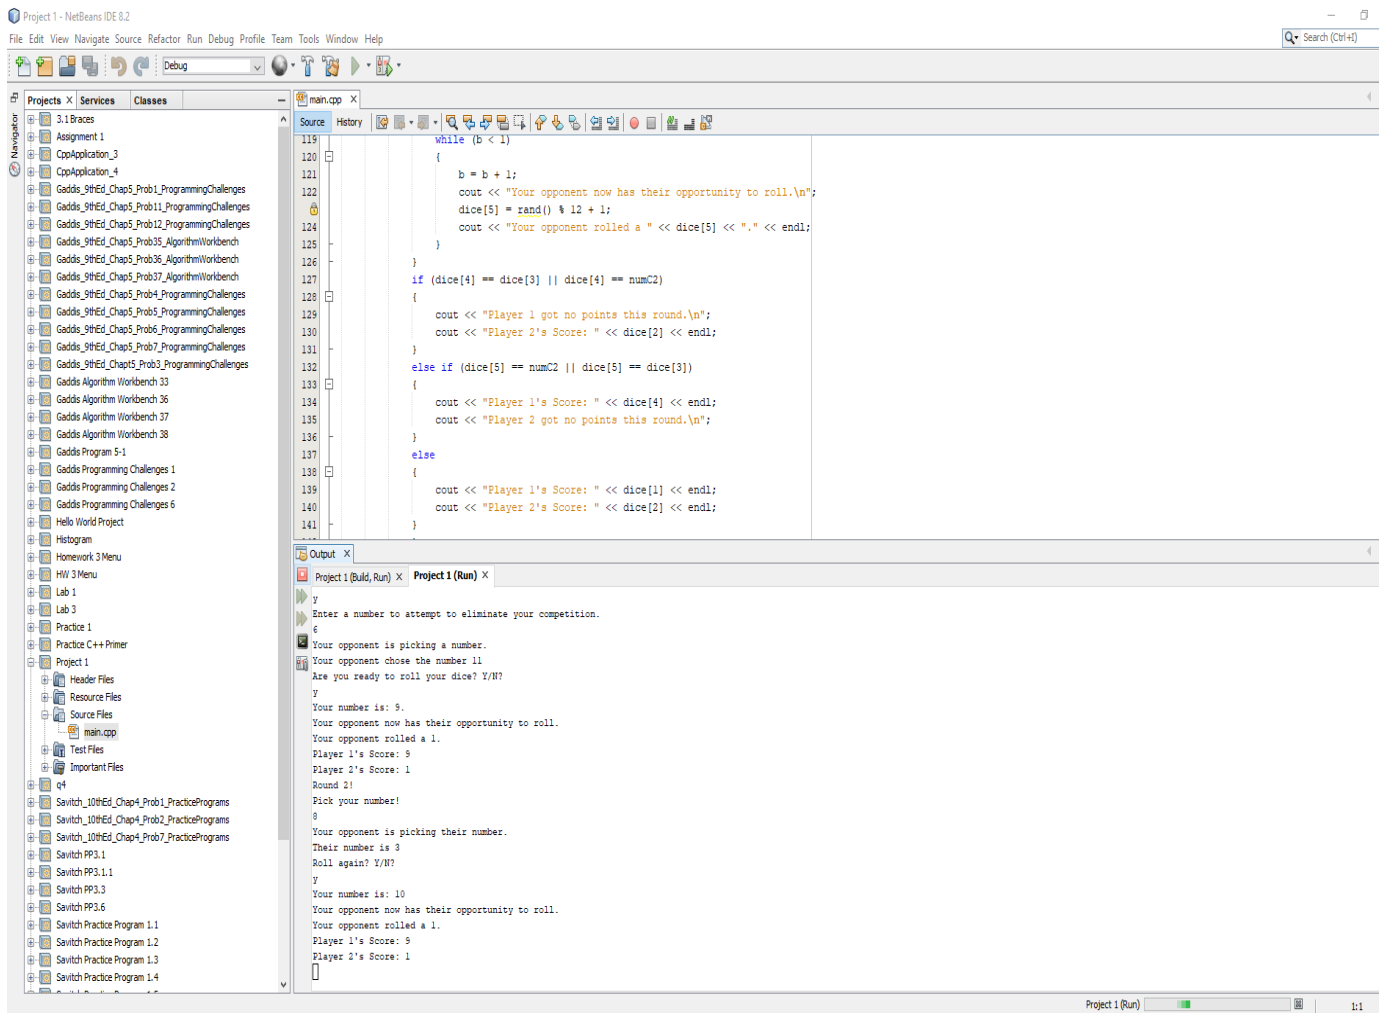 Project 1 - NetBeans IDE 8.2
File Edit View Navigate Source Refactor Run Debug Profile Team Tools Window Help
Search (Ctrl+I)
Debug
Projects X Services Classes
main.cpp X
Navigator
Source History
3.1 Braces
Assignment 1
CppApplication_3
CppApplication_4
Gaddis_9thEd_Chap5_Prob1_ProgrammingChallenges
Gaddis_9thEd_Chap5_Prob11_ProgrammingChallenges
Gaddis_9thEd_Chap5_Prob12_ProgrammingChallenges
Gaddis_9thEd_Chap5_Prob35_AlgorithmWorkbench
Gaddis_9thEd_Chap5_Prob36_AlgorithmWorkbench
Gaddis_9thEd_Chap5_Prob37_AlgorithmWorkbench
Gaddis_9thEd_Chap5_Prob4_ProgrammingChallenges
Gaddis_9thEd_Chap5_Prob5_ProgrammingChallenges
Gaddis_9thEd_Chap5_Prob6_ProgrammingChallenges
Gaddis_9thEd_Chap5_Prob7_ProgrammingChallenges
Gaddis_9thEd_Chapt5_Prob3_ProgrammingChallenges
Gaddis Algorithm Workbench 33
Gaddis Algorithm Workbench 36
Gaddis Algorithm Workbench 37
Gaddis Algorithm Workbench 38
Gaddis Program 5-1
Gaddis Programming Challenges 1
Gaddis Programming Challenges 2
Gaddis Programming Challenges 6
Hello World Project
Histogram
Homework 3 Menu
HW 3 Menu
Lab 1
Lab 3
Practice 1
Practice C++ Primer
Project 1
Header Files
Resource Files
Source Files
main.cpp
Test Files
Important Files
q4
Savitch_10thEd_Chap4_Prob1_PracticePrograms
Savitch_10thEd_Chap4_Prob2_PracticePrograms
Savitch_10thEd_Chap4_Prob7_PracticePrograms
Savitch PP3.1
Savitch PP3.1.1
Savitch PP3.3
Savitch PP3.6
Savitch Practice Program 1.1
Savitch Practice Program 1.2
Savitch Practice Program 1.3
Savitch Practice Program 1.4
119 while (b < 1)
120 {
121 b = b + 1;
122 cout << "Your opponent now has their opportunity to roll.\n";
dice[5] = rand() % 12 + 1;
124 cout << "Your opponent rolled a " << dice[5] << "." << endl;
125 }
126 }
127 if (dice[4] == dice[3] || dice[4] == numC2)
128 {
129 cout << "Player 1 got no points this round.\n";
130 cout << "Player 2's Score: " << dice[2] << endl;
131 }
132 else if (dice[5] == numC2 || dice[5] == dice[3])
133 {
134 cout << "Player 1's Score: " << dice[4] << endl;
135 cout << "Player 2 got no points this round.\n";
136 }
137 else
138 {
139 cout << "Player 1's Score: " << dice[1] << endl;
140 cout << "Player 2's Score: " << dice[2] << endl;
141 }
Output X
Project 1 (Build, Run) X Project 1 (Run) X
y
Enter a number to attempt to eliminate your competition.
6
Your opponent is picking a number.
Your opponent chose the number 11
Are you ready to roll your dice? Y/N?
y
Your number is: 9.
Your opponent now has their opportunity to roll.
Your opponent rolled a 1.
Player 1's Score: 9
Player 2's Score: 1
Round 2!
Pick your number!
8
Your opponent is picking their number.
Their number is 3
Roll again? Y/N?
y
Your number is: 10
Your opponent now has their opportunity to roll.
Your opponent rolled a 1.
Player 1's Score: 9
Player 2's Score: 1
Project 1 (Run)
1:1